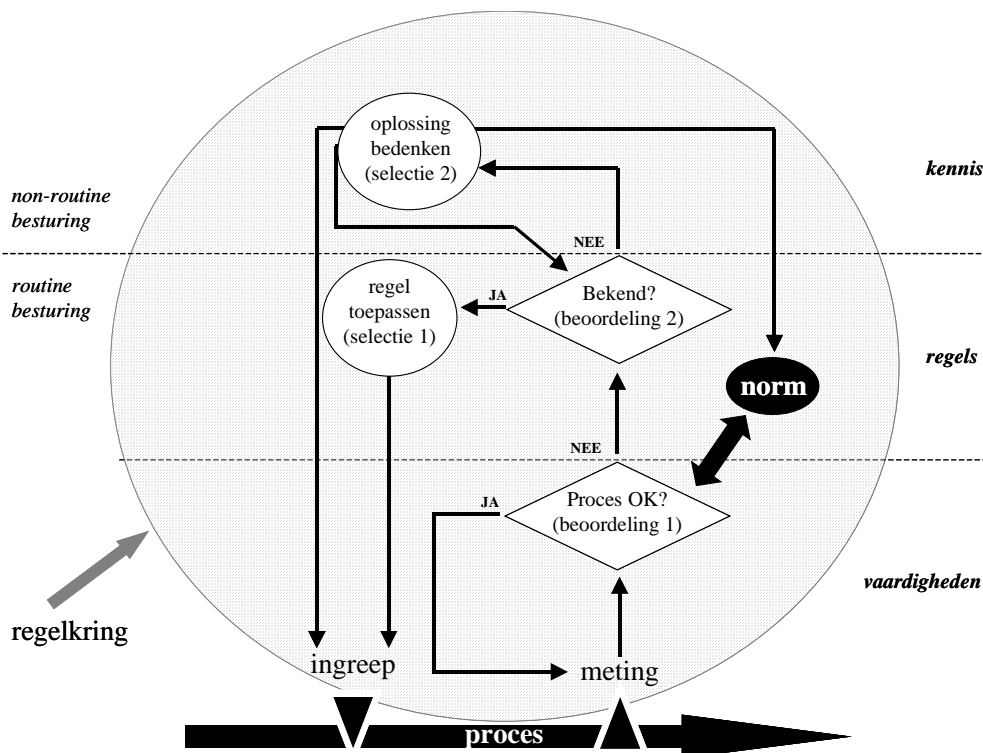 oplossing
bedenken
(selectie 2)
kennis
non-routine
besturing
NEE
routine
besturing
regel
toepassen
(selectie 1)
JA
Bekend?
(beoordeling 2)
regels
norm
NEE
JA
Proces OK?
(beoordeling 1)
vaardigheden
regelkring
ingreep
meting
proces